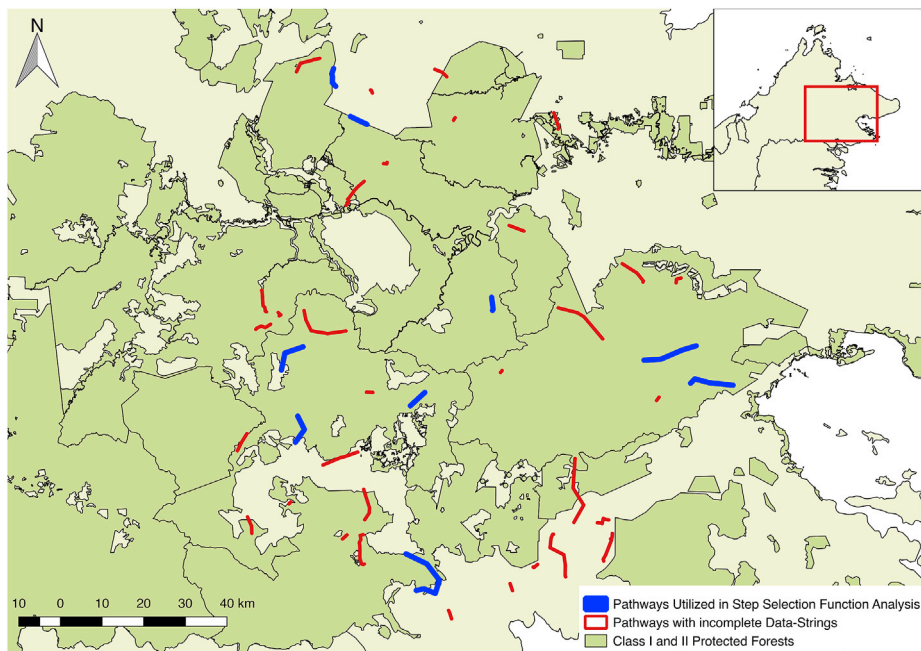 N
10 0 10 20 30 40 km
Pathways Utilized in Step Selection Function Analysis
Pathways with incomplete Data-Strings
Class I and II Protected Forests